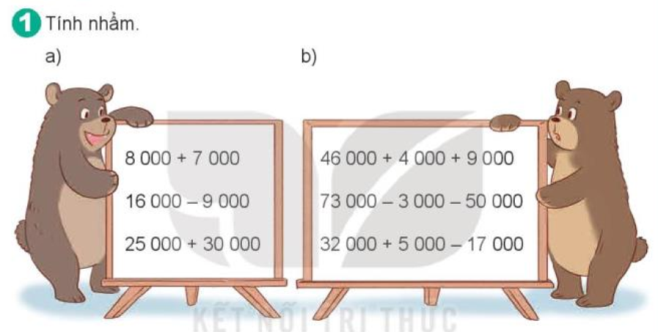 1 Tính nhẩm.
a)
8 000 + 7 000
16 000 – 9 000
25 000 + 30 000
b)
46 000 + 4 000 + 9 000
73 000 – 3 000 – 50 000
32 000 + 5 000 – 17 000
KẾT NỐI TRI THỨC